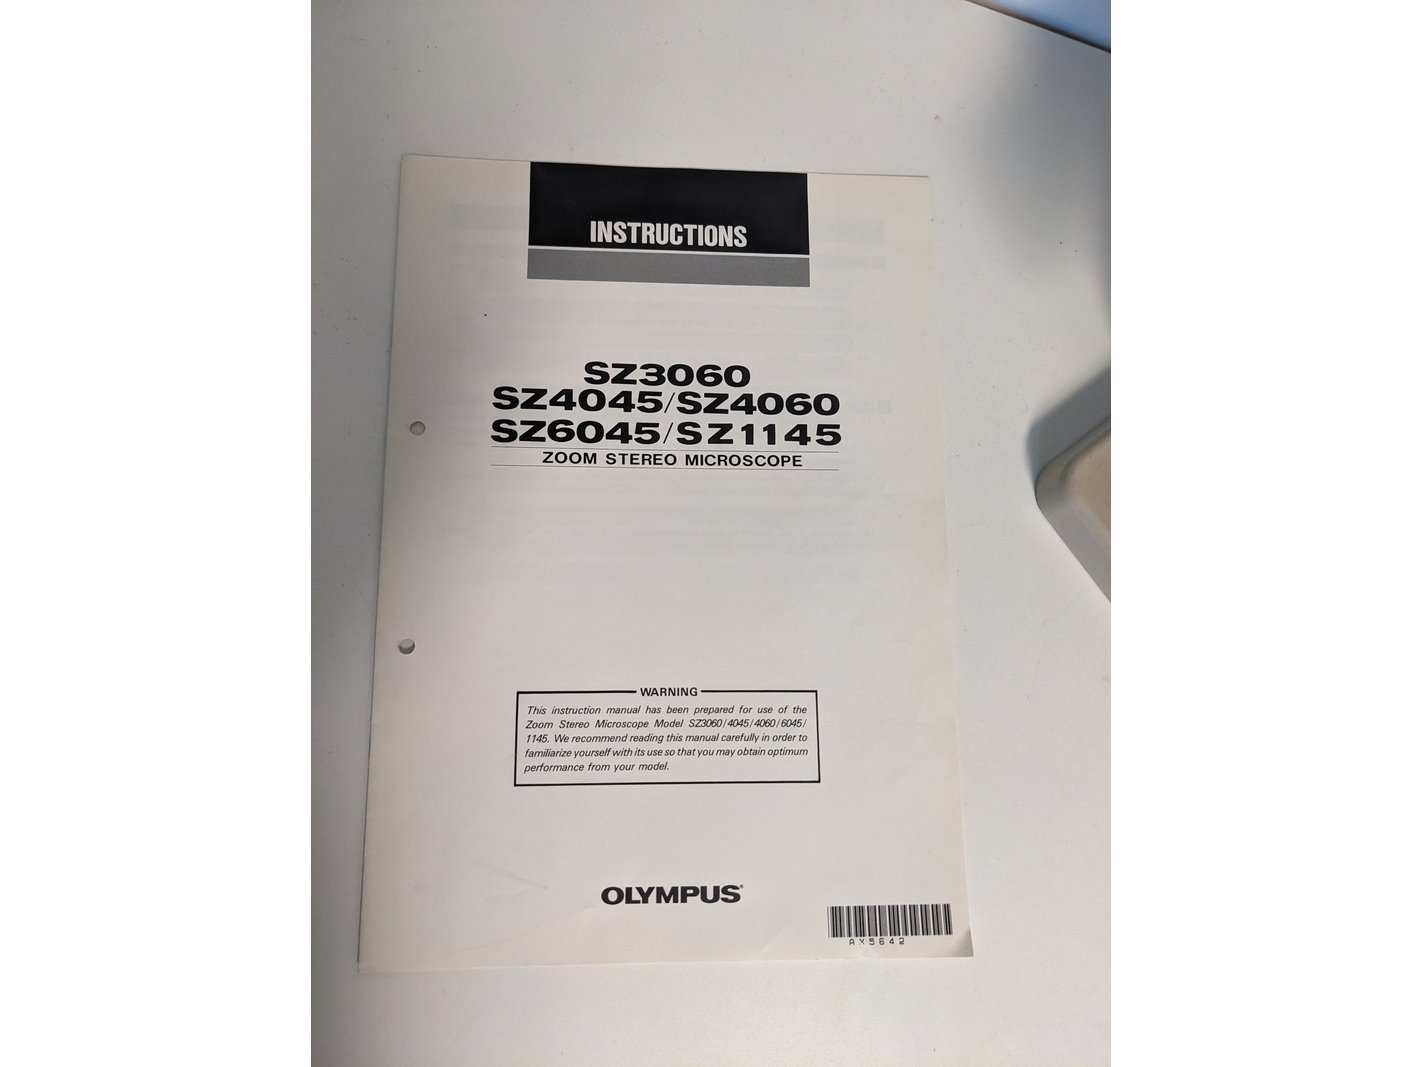 INSTRUCTIONS
SZ3060
SZ4045/SZ4060
SZ6045/SZ1145
ZOOM STEREO MICROSCOPE
WARNING
This instruction manual has been prepared for use of the
Zoom Stereo Microscope Model SZ3060/4045/4060/6045/
1145. We recommend reading this manual carefully in order to
familiarize yourself with its use so that you may obtain optimum
performance from your model.
OLYMPUS®
AX5642